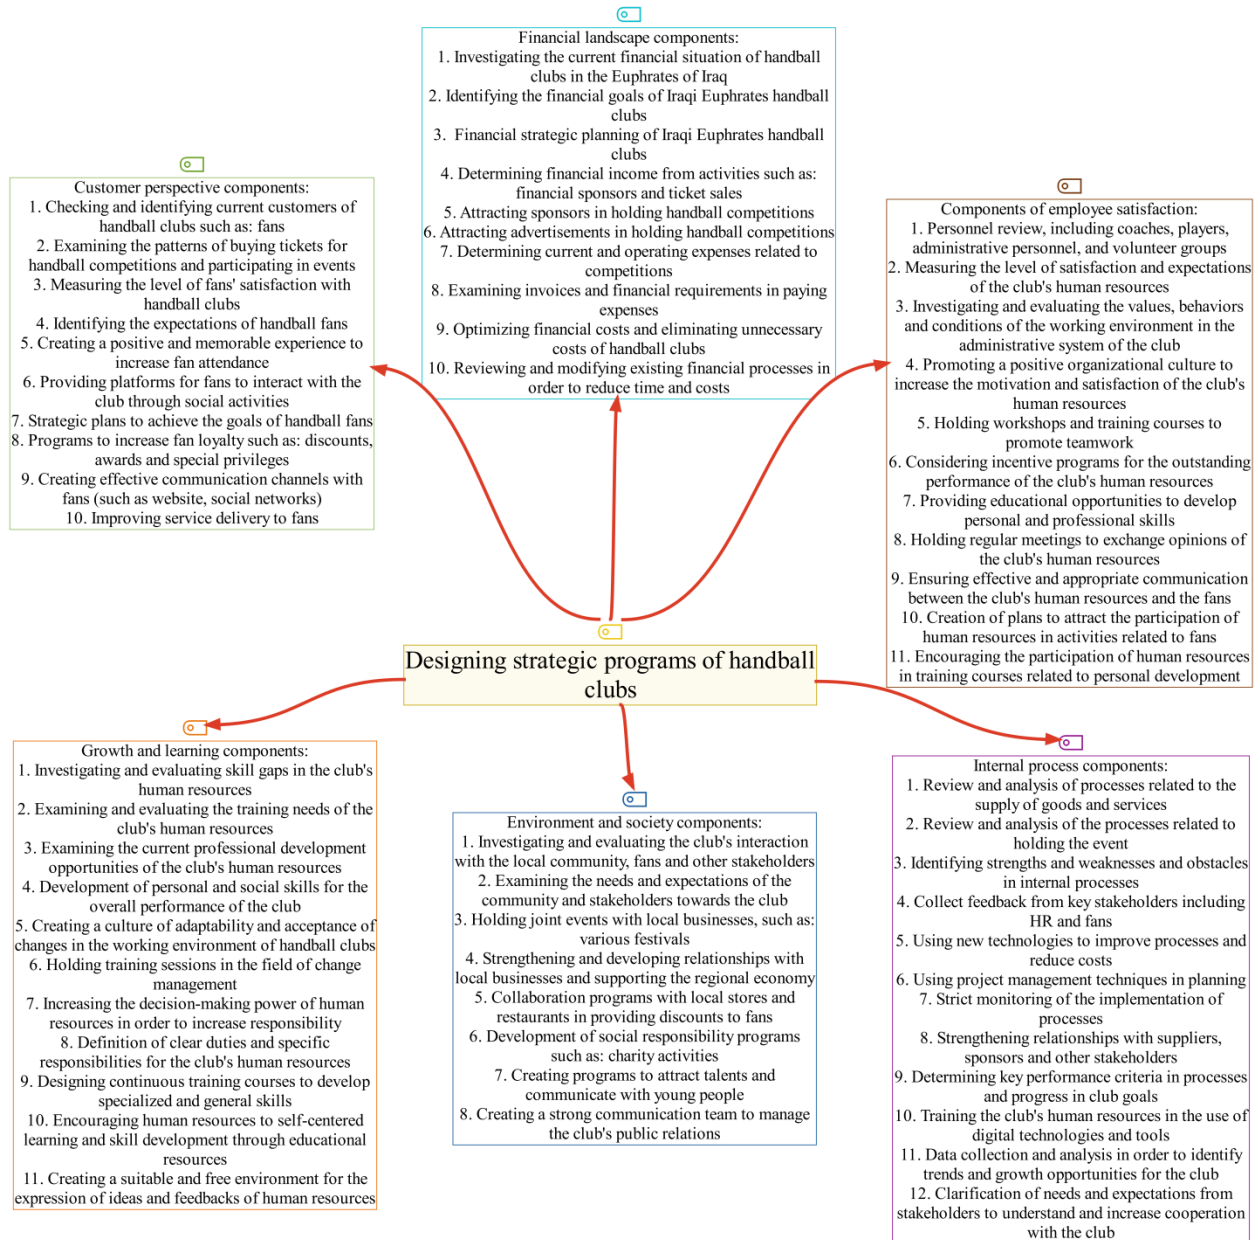 Financial landscape components:
1. Investigating the current financial situation of handball
clubs in the Euphrates of Iraq
2. Identifying the financial goals of Iraqi Euphrates handball
clubs
3.  Financial strategic planning of Iraqi Euphrates handball
clubs
4. Determining financial income from activities such as:
financial sponsors and ticket sales
5. Attracting sponsors in holding handball competitions
6. Attracting advertisements in holding handball competitions
7. Determining current and operating expenses related to
competitions
8. Examining invoices and financial requirements in paying
expenses
9. Optimizing financial costs and eliminating unnecessary
costs of handball clubs
10. Reviewing and modifying existing financial processes in
order to reduce time and costs
Customer perspective components:
1. Checking and identifying current customers of
handball clubs such as: fans
2. Examining the patterns of buying tickets for
handball competitions and participating in events
3. Measuring the level of fans' satisfaction with
handball clubs
4. Identifying the expectations of handball fans
5. Creating a positive and memorable experience to
increase fan attendance
6. Providing platforms for fans to interact with the
club through social activities
7. Strategic plans to achieve the goals of handball fans
8. Programs to increase fan loyalty such as: discounts,
awards and special privileges
9. Creating effective communication channels with
fans (such as website, social networks)
10. Improving service delivery to fans
Components of employee satisfaction:
1. Personnel review, including coaches, players,
administrative personnel, and volunteer groups
2. Measuring the level of satisfaction and expectations
of the club's human resources
3. Investigating and evaluating the values, behaviors
and conditions of the working environment in the
administrative system of the club
4. Promoting a positive organizational culture to
increase the motivation and satisfaction of the club's
human resources
5. Holding workshops and training courses to
promote teamwork
6. Considering incentive programs for the outstanding
performance of the club's human resources
7. Providing educational opportunities to develop
personal and professional skills
8. Holding regular meetings to exchange opinions of
the club's human resources
9. Ensuring effective and appropriate communication
between the club's human resources and the fans
10. Creation of plans to attract the participation of
human resources in activities related to fans
11. Encouraging the participation of human resources
in training courses related to personal development
Designing strategic programs of handball
clubs
Growth and learning components:
1. Investigating and evaluating skill gaps in the club's
human resources
2. Examining and evaluating the training needs of the
club's human resources
3. Examining the current professional development
opportunities of the club's human resources
4. Development of personal and social skills for the
overall performance of the club
5. Creating a culture of adaptability and acceptance of
changes in the working environment of handball clubs
6. Holding training sessions in the field of change
management
7. Increasing the decision-making power of human
resources in order to increase responsibility
8. Definition of clear duties and specific
responsibilities for the club's human resources
9. Designing continuous training courses to develop
specialized and general skills
10. Encouraging human resources to self-centered
learning and skill development through educational
resources
11. Creating a suitable and free environment for the
expression of ideas and feedbacks of human resources
Environment and society components:
1. Investigating and evaluating the club's interaction
with the local community, fans and other stakeholders
2. Examining the needs and expectations of the
community and stakeholders towards the club
3. Holding joint events with local businesses, such as:
various festivals
4. Strengthening and developing relationships with
local businesses and supporting the regional economy
5. Collaboration programs with local stores and
restaurants in providing discounts to fans
6. Development of social responsibility programs
such as: charity activities
7. Creating programs to attract talents and
communicate with young people
8. Creating a strong communication team to manage
the club's public relations
Internal process components:
1. Review and analysis of processes related to the
supply of goods and services
2. Review and analysis of the processes related to
holding the event
3. Identifying strengths and weaknesses and obstacles
in internal processes
4. Collect feedback from key stakeholders including
HR and fans
5. Using new technologies to improve processes and
reduce costs
6. Using project management techniques in planning
7. Strict monitoring of the implementation of
processes
8. Strengthening relationships with suppliers,
sponsors and other stakeholders
9. Determining key performance criteria in processes
and progress in club goals
10. Training the club's human resources in the use of
digital technologies and tools
11. Data collection and analysis in order to identify
trends and growth opportunities for the club
12. Clarification of needs and expectations from
stakeholders to understand and increase cooperation
with the club